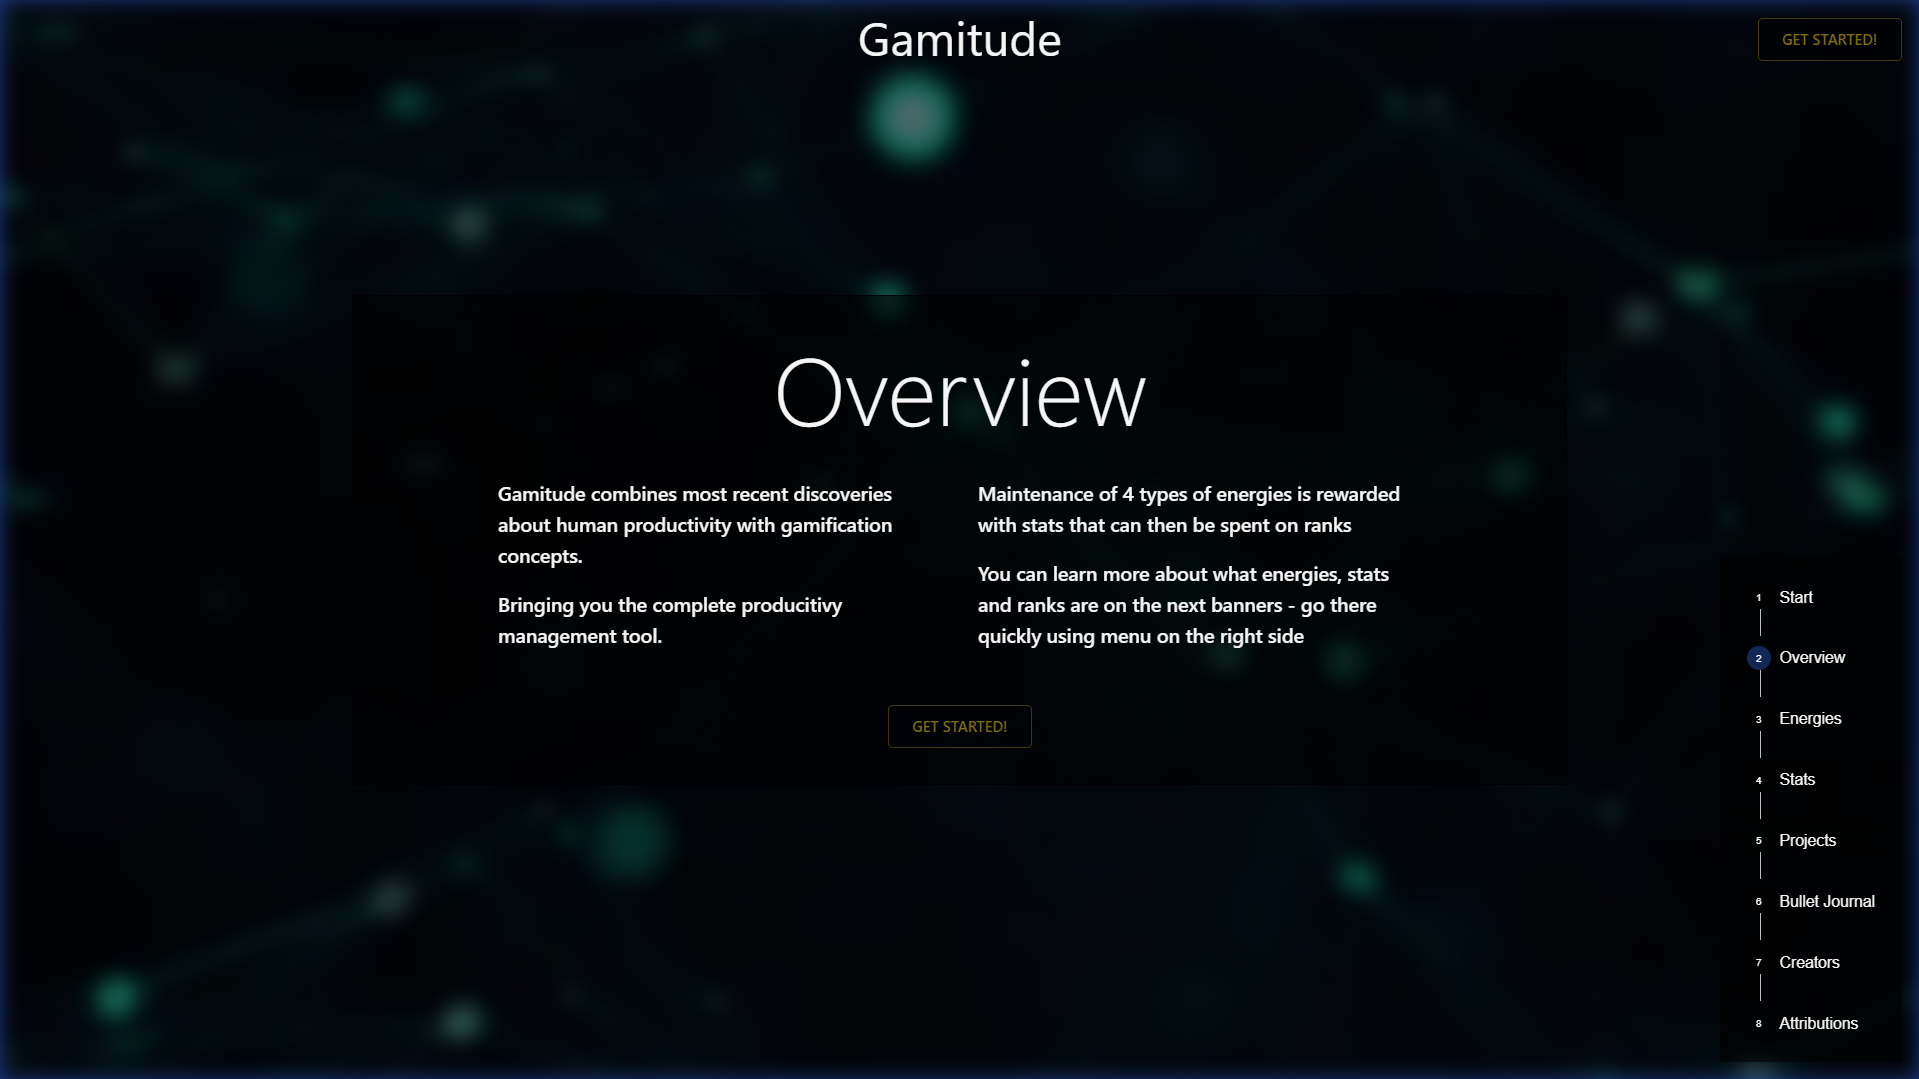 Gamitude
GET STARTED!
Overview
Gamitude combines most recent discoveries
about human productivity with gamification
concepts.
Bringing you the complete producitivy
management tool.
Maintenance of 4 types of energies is rewarded
with stats that can then be spent on ranks
You can learn more about what energies, stats
and ranks are on the next banners - go there
quickly using menu on the right side
GET STARTED!
1 Start
2 Overview
3 Energies
4 Stats
5 Projects
6 Bullet Journal
7 Creators
8 Attributions